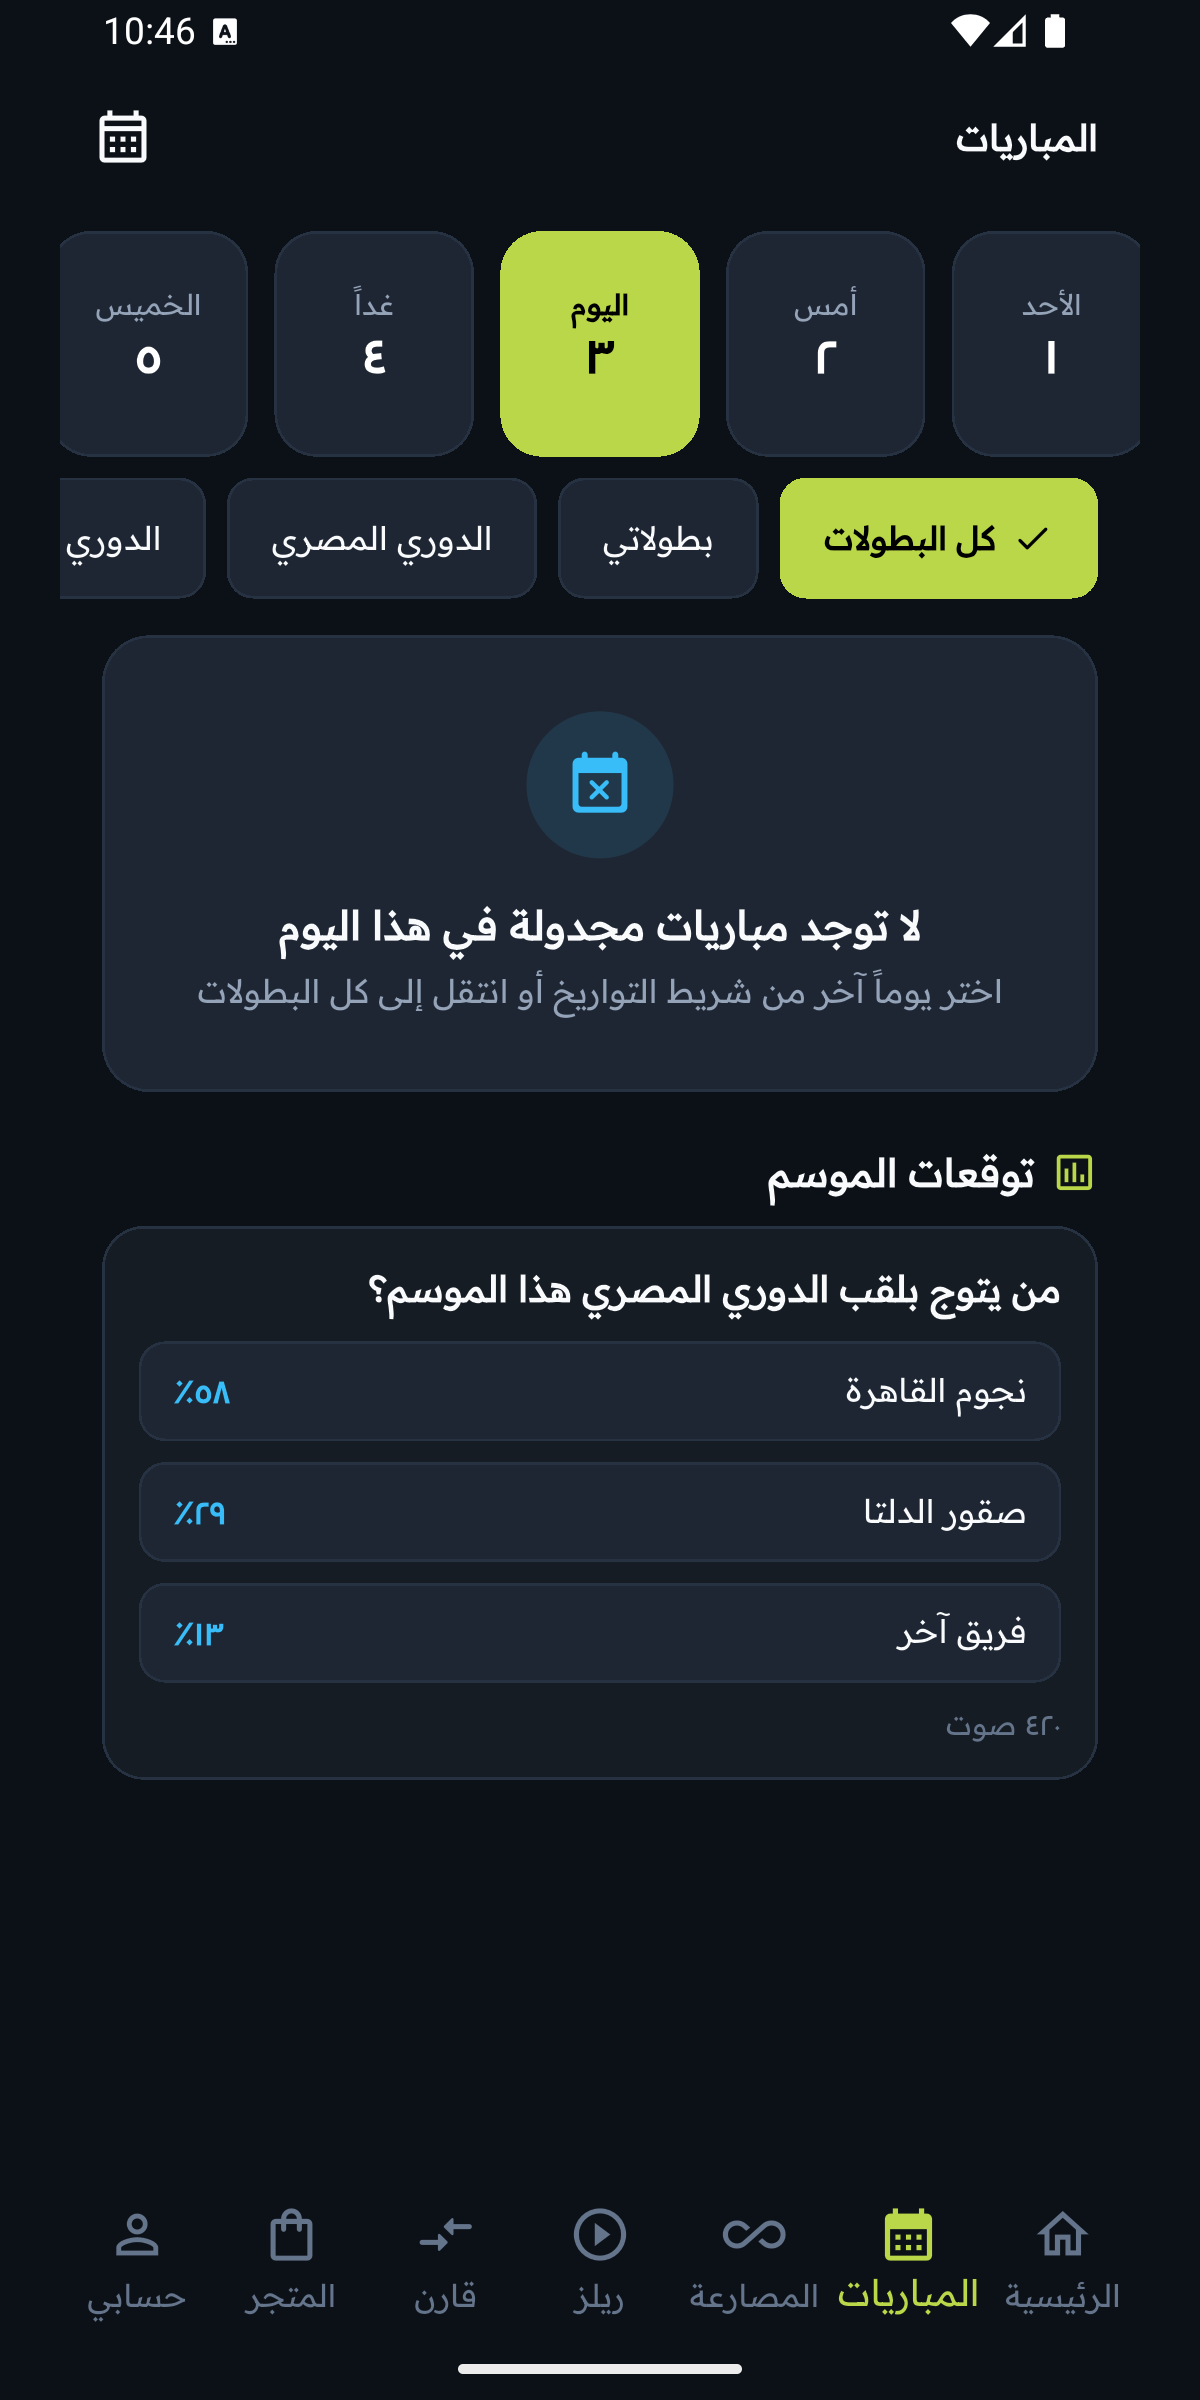 10:46
المباريات
الأحد
١
أمس
٢
اليوم
٣
غداً
٤
الخميس
٥
كل البطولات
بطولاتي
الدوري المصري
الدوري
لا توجد مباريات مجدولة في هذا اليوم
اختر يوماً آخر من شريط التواريخ أو انتقل إلى كل البطولات
توقعات الموسم
من يتوج بلقب الدوري المصري هذا الموسم؟
نجوم القاهرة
٥٨٪
صقور الدلتا
٢٩٪
فريق آخر
١٣٪
٤٢٠ صوت
الرئيسية
المباريات
المصارعة
ريلز
قارن
المتجر
حسابي